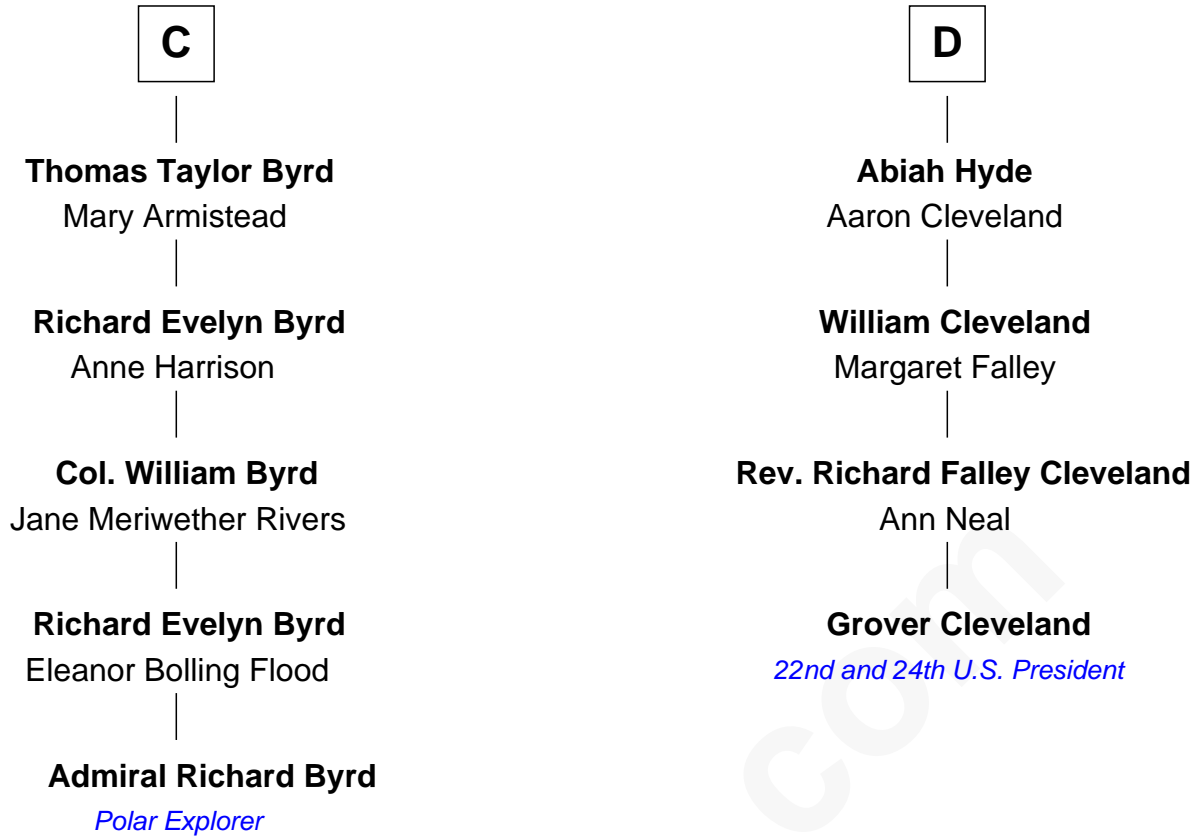 C
Thomas Taylor Byrd
Mary Armistead
Richard Evelyn Byrd
Anne Harrison
Col. William Byrd
Jane Meriwether Rivers
Richard Evelyn Byrd
Eleanor Bolling Flood
Admiral Richard Byrd
Polar Explorer
D
Abiah Hyde
Aaron Cleveland
William Cleveland
Margaret Falley
Rev. Richard Falley Cleveland
Ann Neal
Grover Cleveland
22nd and 24th U.S. President
com